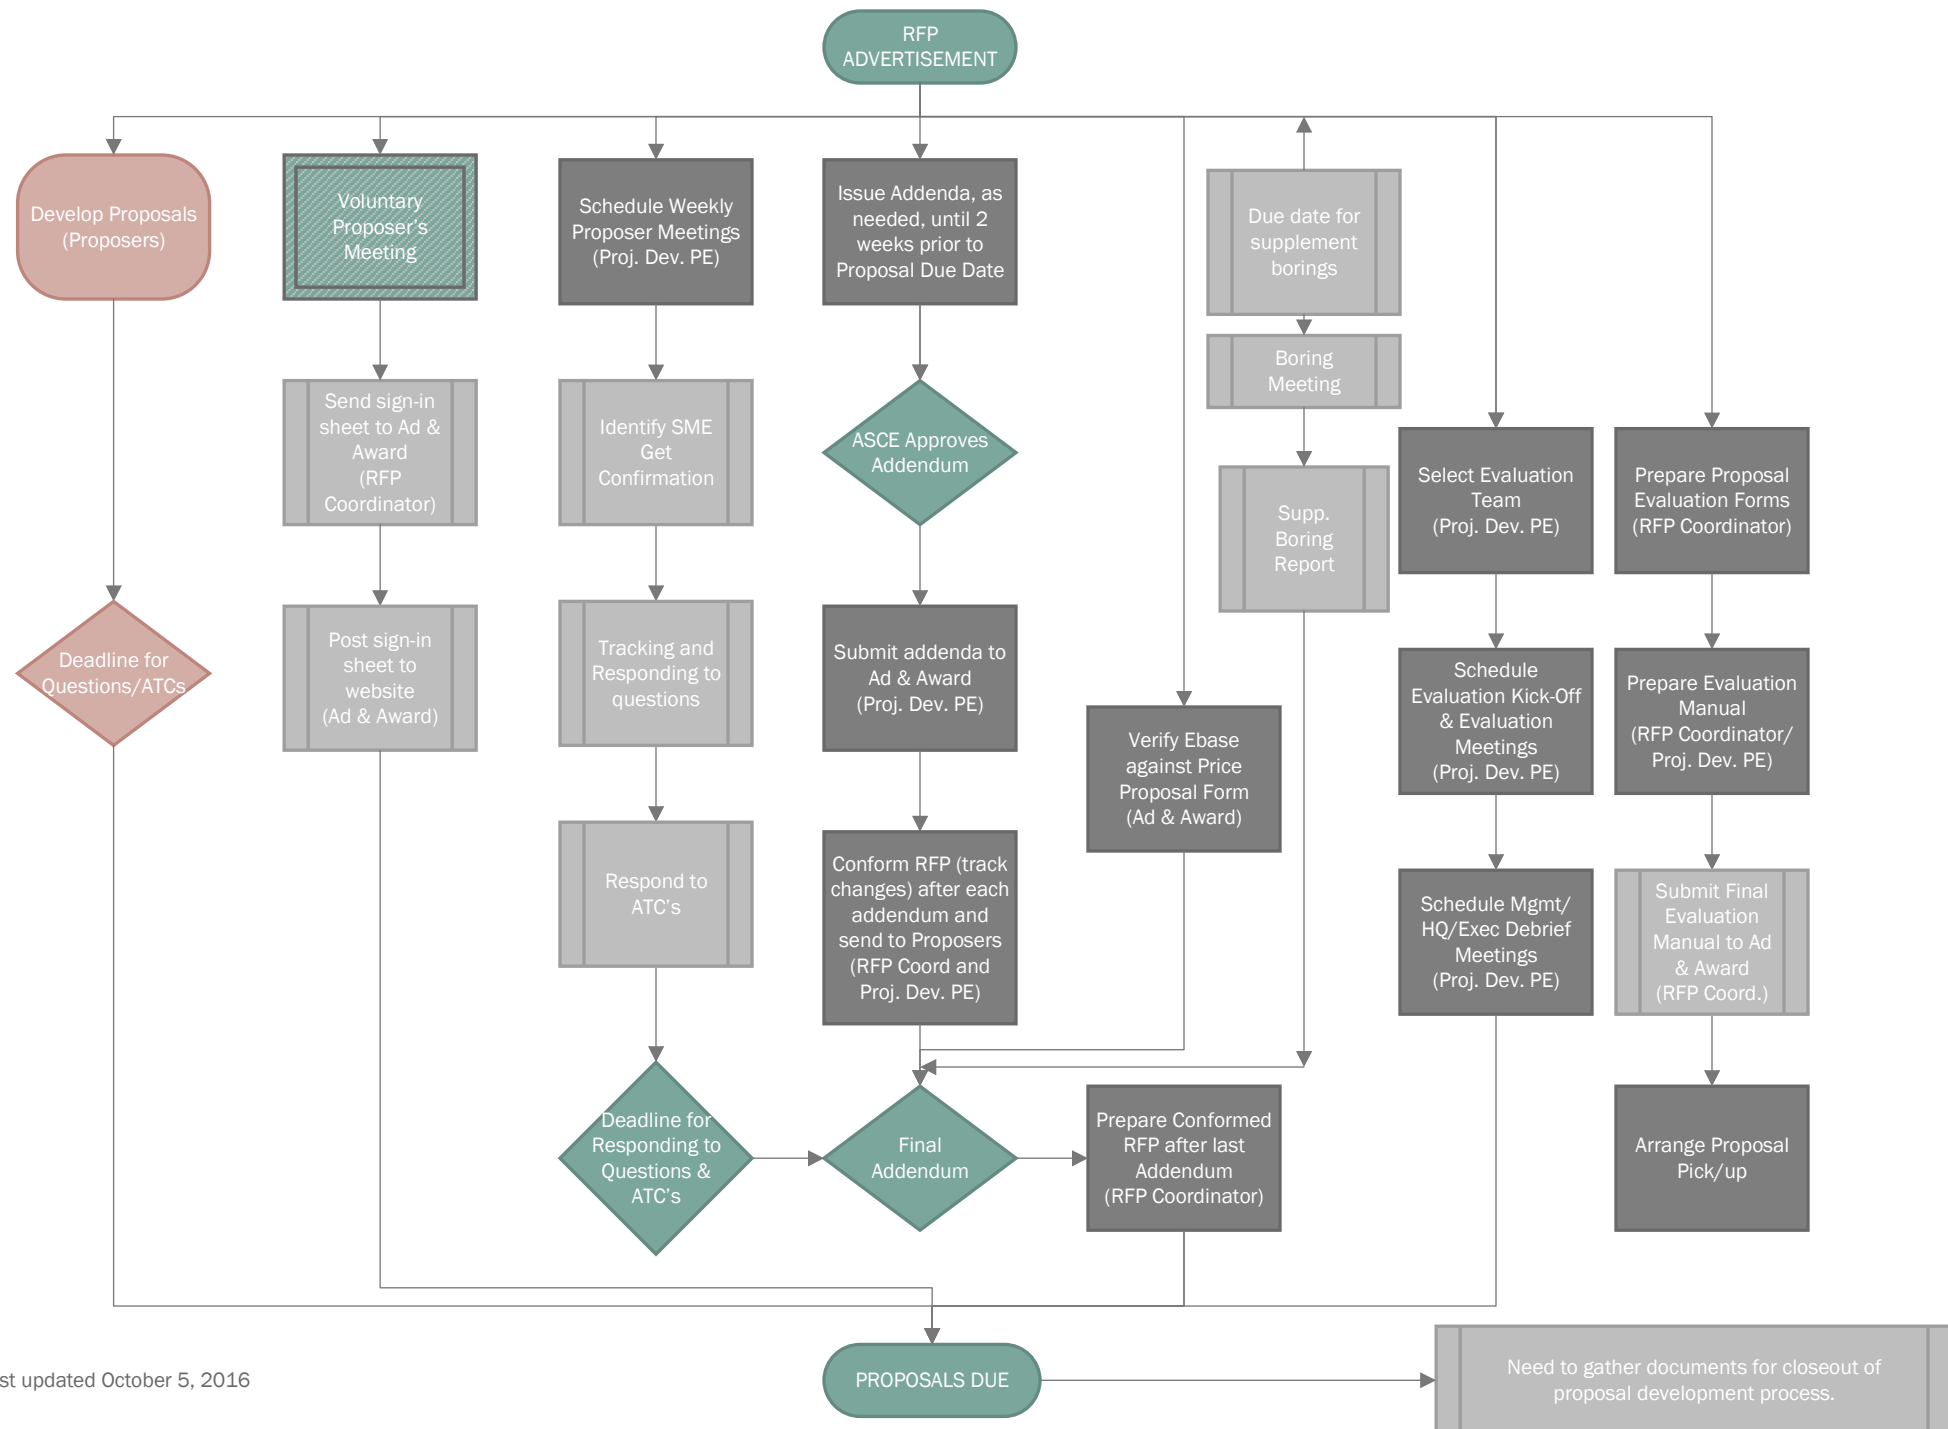 RFP
ADVERTISEMENT
Develop Proposals
(Proposers)
Voluntary
Proposer's
Meeting
Schedule Weekly
Proposer Meetings
(Proj. Dev. PE)
Issue Addenda, as
needed, until 2
weeks prior to
Proposal Due Date
Due date for
supplement
borings
Boring
Meeting
Send sign-in
sheet to Ad &
Award
(RFP
Coordinator)
Identify SME
Get
Confirmation
ASCE Approves
Addendum
Supp.
Boring
Report
Select Evaluation
Team
(Proj. Dev. PE)
Prepare Proposal
Evaluation Forms
(RFP Coordinator)
Deadline for
Questions/ATCs
Post sign-in
sheet to
website
(Ad & Award)
Tracking and
Responding to
questions
Submit addenda to
Ad & Award
(Proj. Dev. PE)
Verify Ebase
against Price
Proposal Form
(Ad & Award)
Schedule
Evaluation Kick-Off
& Evaluation
Meetings
(Proj. Dev. PE)
Prepare Evaluation
Manual
(RFP Coordinator/
Proj. Dev. PE)
Respond to
ATC's
Conform RFP (track
changes) after each
addendum and
send to Proposers
(RFP Coord and
Proj. Dev. PE)
Schedule Mgmt/
HQ/Exec Debrief
Meetings
(Proj. Dev. PE)
Submit Final
Evaluation
Manual to Ad
& Award
(RFP Coord.)
Deadline for
Responding to
Questions &
ATC's
Final
Addendum
Prepare Conformed
RFP after last
Addendum
(RFP Coordinator)
Arrange Proposal
Pick/up
st updated October 5, 2016
PROPOSALS DUE
Need to gather documents for closeout of
proposal development process.